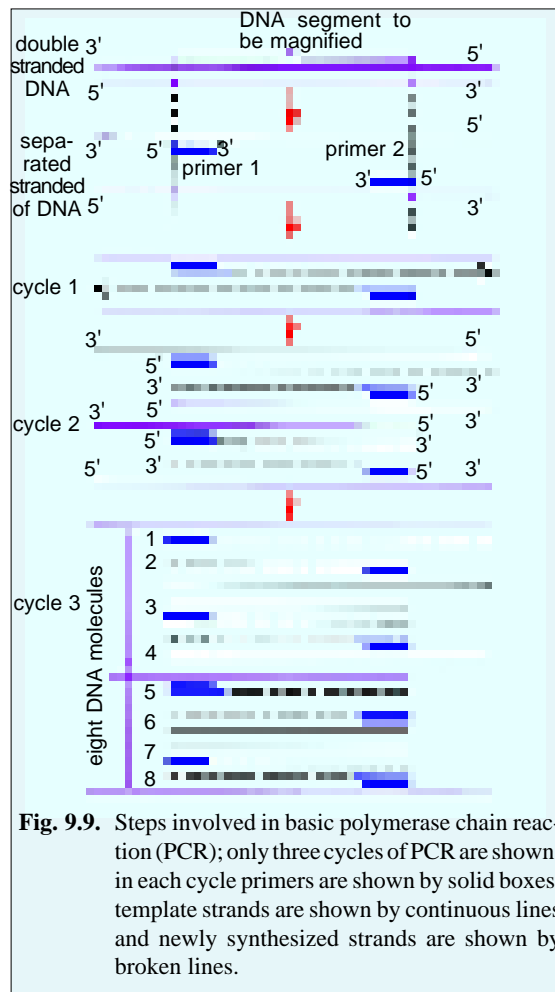 DNA segment to
be magnified
double 3' 5'
stranded
DNA 5' 3'
5'
sepa- 3' 5' 3' primer 2
rated primer 1
stranded 3' 5'
of DNA 5' 3'
cycle 1
3' 5'
5'
3' 5' 3'
5'
3' 5' 3'
cycle 2
5' 3'
5' 3' 5' 3'
1
2
cycle 3
3
4
5
6
7
8
eight DNA molecules
Fig. 9.9. Steps involved in basic polymerase chain reac-
tion (PCR); only three cycles of PCR are shown
in each cycle primers are shown by solid boxes
template strands are shown by continuous lines
and newly synthesized strands are shown by
broken lines.